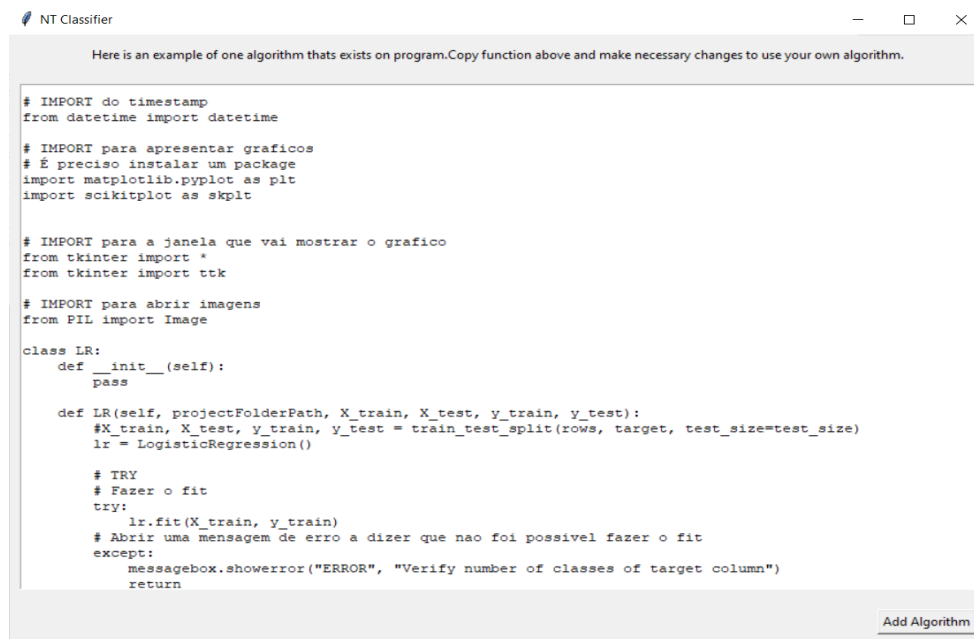 NT Classifier
Here is an example of one algorithm thats exists on program.Copy function above and make necessary changes to use your own algorithm.
# IMPORT do timestamp
from datetime import datetime
# IMPORT para apresentar graficos
# É preciso instalar um package
import matplotlib.pyplot as plt
import scikitplot as skplt
# IMPORT para a janela que vai mostrar o grafico
from tkinter import *
from tkinter import ttk
# IMPORT para abrir imagens
from PIL import Image
class LR:
    def __init__(self):
        pass
    def LR(self, projectFolderPath, X_train, X_test, y_train, y_test):
        #X_train, X_test, y_train, y_test = train_test_split(rows, target, test_size=test_size)
        lr = LogisticRegression()
        # TRY
        # Fazer o fit
        try:
            lr.fit(X_train, y_train)
        # Abrir uma mensagem de erro a dizer que nao foi possivel fazer o fit
        except:
            messagebox.showerror("ERROR", "Verify number of classes of target column")
            return
Add Algorithm